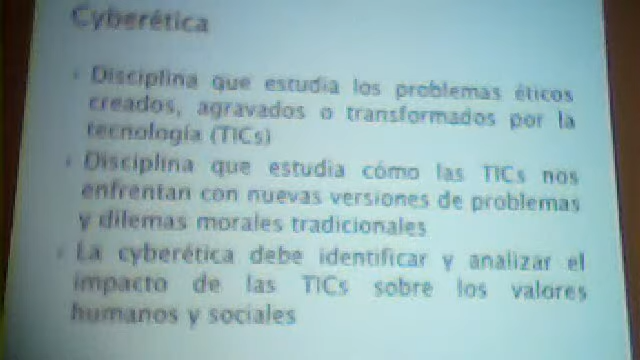 Cyberética
Disciplina que estudia los problemas éticos
creados, agravados o transformados por la
tecnología (TICs)
Disciplina que estudia cómo las TICs nos
enfrentan con nuevas versiones de problemas
y dilemas morales tradicionales
La cyberética debe identificar y analizar el
impacto de las TICs sobre los valores
humanos y sociales